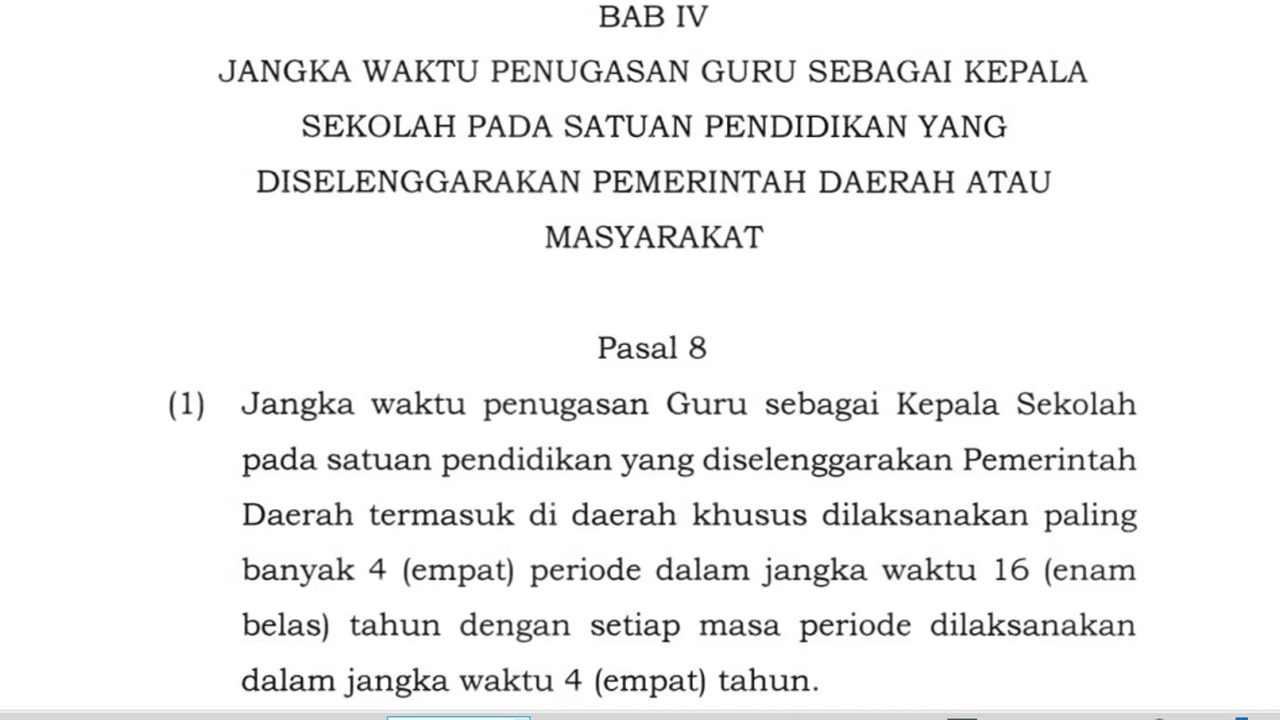 BAB IV
JANGKA WAKTU PENUGASAN GURU SEBAGAI KEPALA
SEKOLAH PADA SATUAN PENDIDIKAN YANG
DISELENGGARAKAN PEMERINTAH DAERAH ATAU
MASYARAKAT
Pasal 8
(1) Jangka waktu penugasan Guru sebagai Kepala Sekolah
pada satuan pendidikan yang diselenggarakan Pemerintah
Daerah termasuk di daerah khusus dilaksanakan paling
banyak 4 (empat) periode dalam jangka waktu 16 (enam
belas) tahun dengan setiap masa periode dilaksanakan
dalam jangka waktu 4 (empat) tahun.